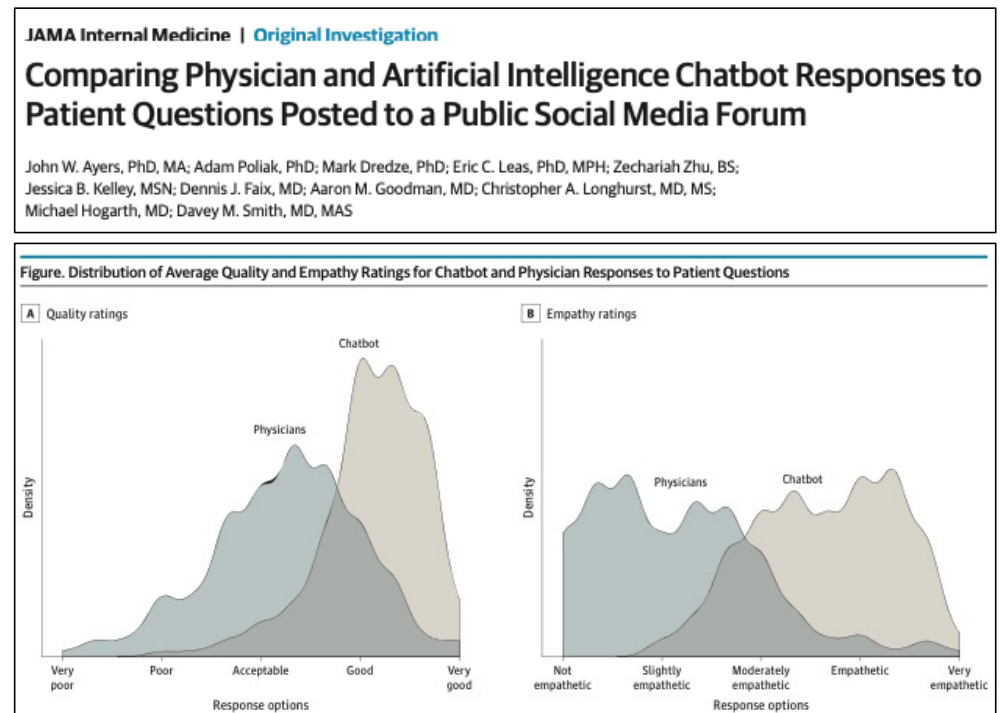 JAMA Internal Medicine | Original Investigation
Comparing Physician and Artificial Intelligence Chatbot Responses to
Patient Questions Posted to a Public Social Media Forum
John W. Ayers, PhD, MA; Adam Poliak, PhD; Mark Dredze, PhD; Eric C. Leas, PhD, MPH; Zechariah Zhu, BS;
Jessica B. Kelley, MSN; Dennis J. Faix, MD; Aaron M. Goodman, MD; Christopher A. Longhurst, MD, MS;
Michael Hogarth, MD; Davey M. Smith, MD, MAS
Figure. Distribution of Average Quality and Empathy Ratings for Chatbot and Physician Responses to Patient Questions
A Quality ratings
Chatbot
Physicians
Density
Very poor
Poor
Acceptable
Good
Very good
Response options
B Empathy ratings
Physicians
Chatbot
Density
Not empathetic
Slightly empathetic
Moderately empathetic
Empathetic
Very empathetic
Response options